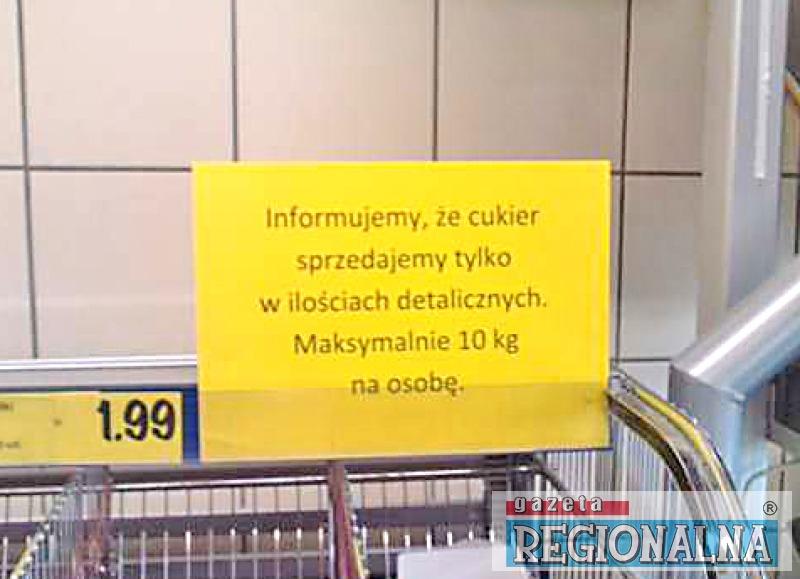 Informujemy, że cukier
sprzedajemy tylko
w ilościach detalicznych.
Maksymalnie 10 kg
na osobę.
1.99
gazeta
REGIONALNA ®